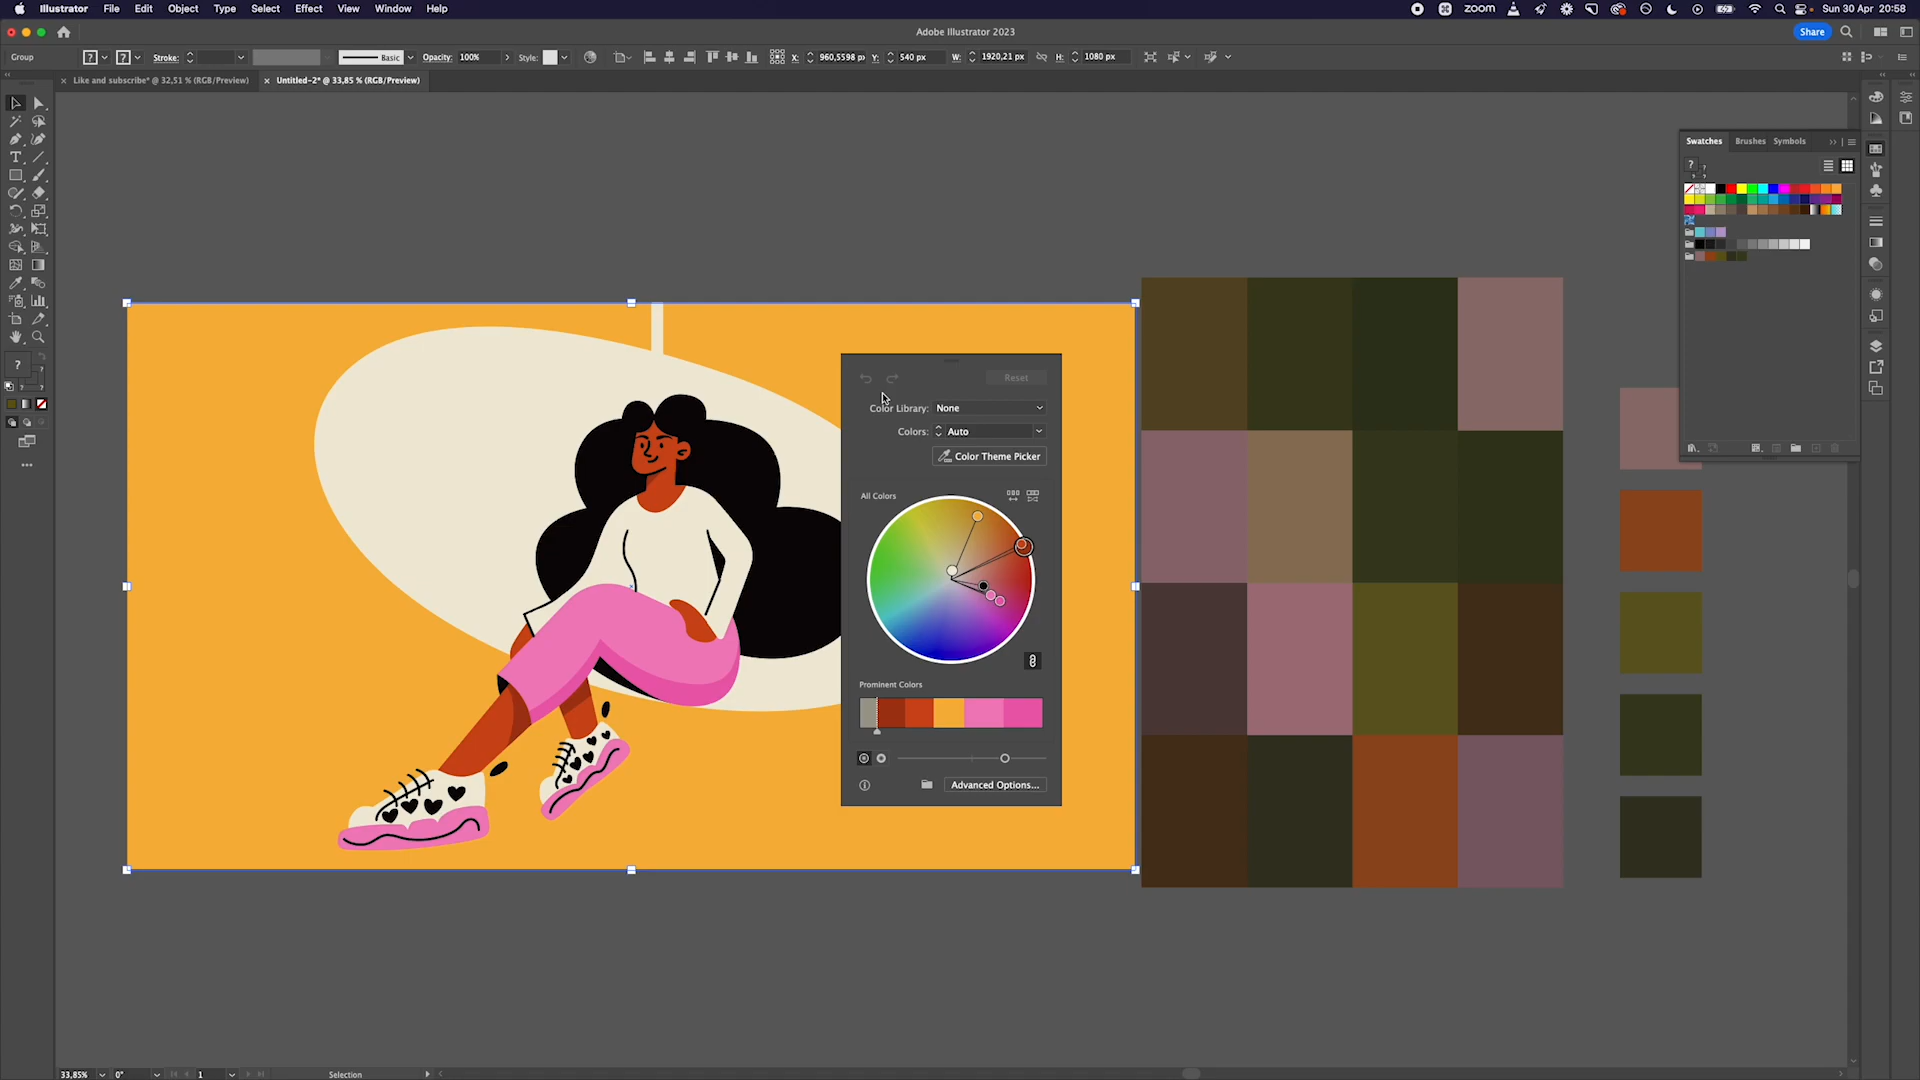 Illustrator File Edit Object Type Select Effect View Window Help zoom Sun 30 Apr 20:58
Adobe Illustrator 2023 Share
Group ? ? Stroke: Basic Opacity: 100% Style: X: 960,5598 px Y: 540 px W: 1920,21 px H: 1080 px
× Like and subscribe* @ 32,51 % (RGB/Preview) × Untitled-2* @ 33,85 % (RGB/Preview)
Swatches Brushes Symbols
?
T
?
Reset
Color Library: None
Colors: Auto
Color Theme Picker
All Colors
Prominent Colors
Advanced Options...
33,85% 0° 1 Selection